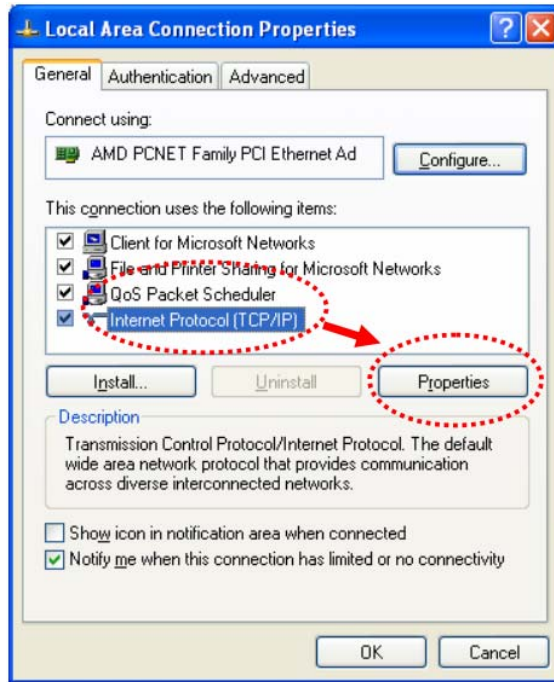 Local Area Connection Properties
General Authentication Advanced
Connect using:
AMD PCNET Family PCI Ethernet Ad Configure...
This connection uses the following items:
Client for Microsoft Networks
File and Printer Sharing for Microsoft Networks
QoS Packet Scheduler
Internet Protocol (TCP/IP)
Install... Uninstall Properties
Description
Transmission Control Protocol/Internet Protocol. The default
wide area network protocol that provides communication
across diverse interconnected networks.
Show icon in notification area when connected
Notify me when this connection has limited or no connectivity
OK Cancel